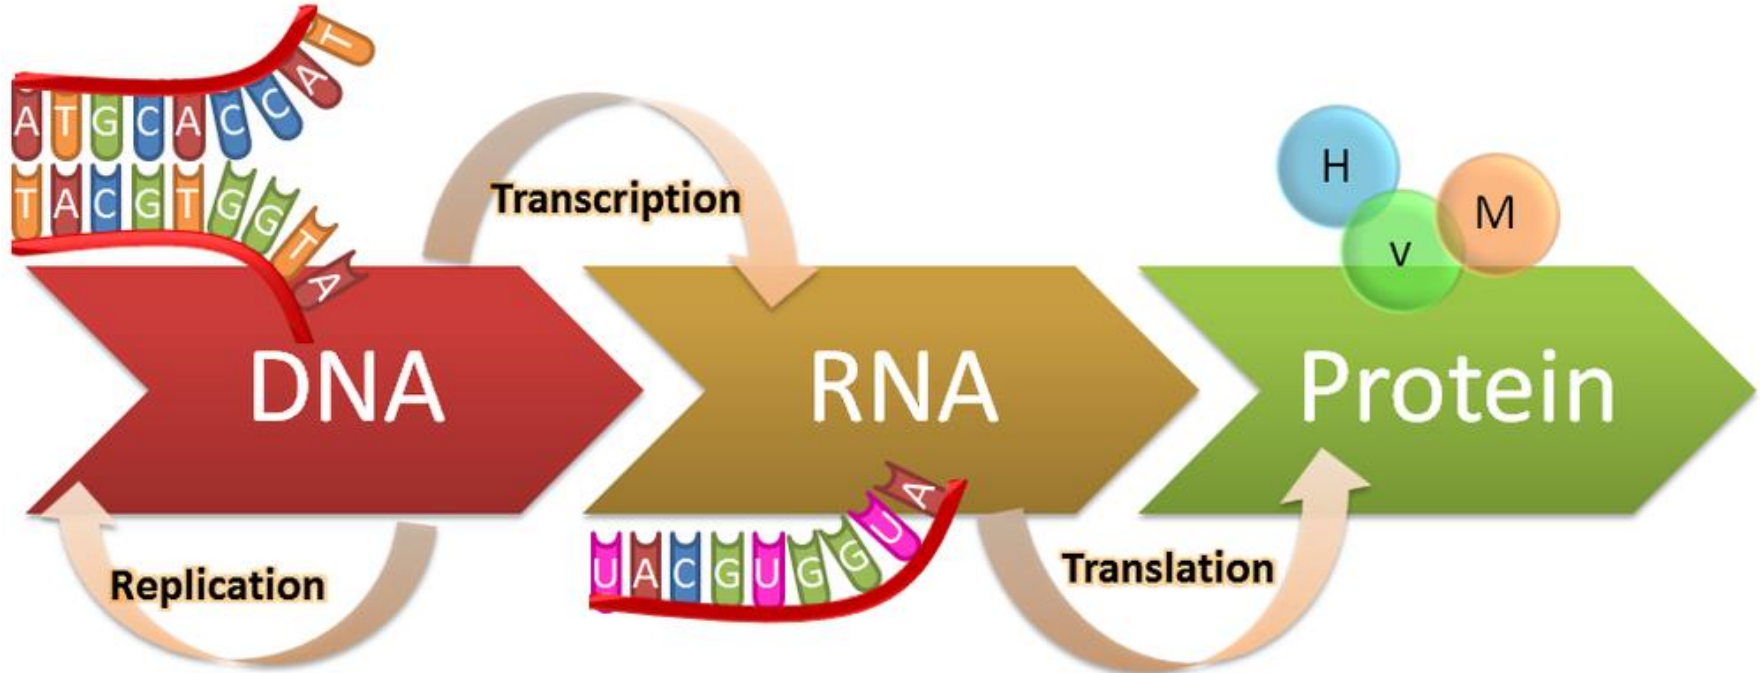 ATGCACCAT
TACGTGGTA
Transcription
H
V
M
DNA
RNA
Protein
Replication
UACGUGGUA
Translation